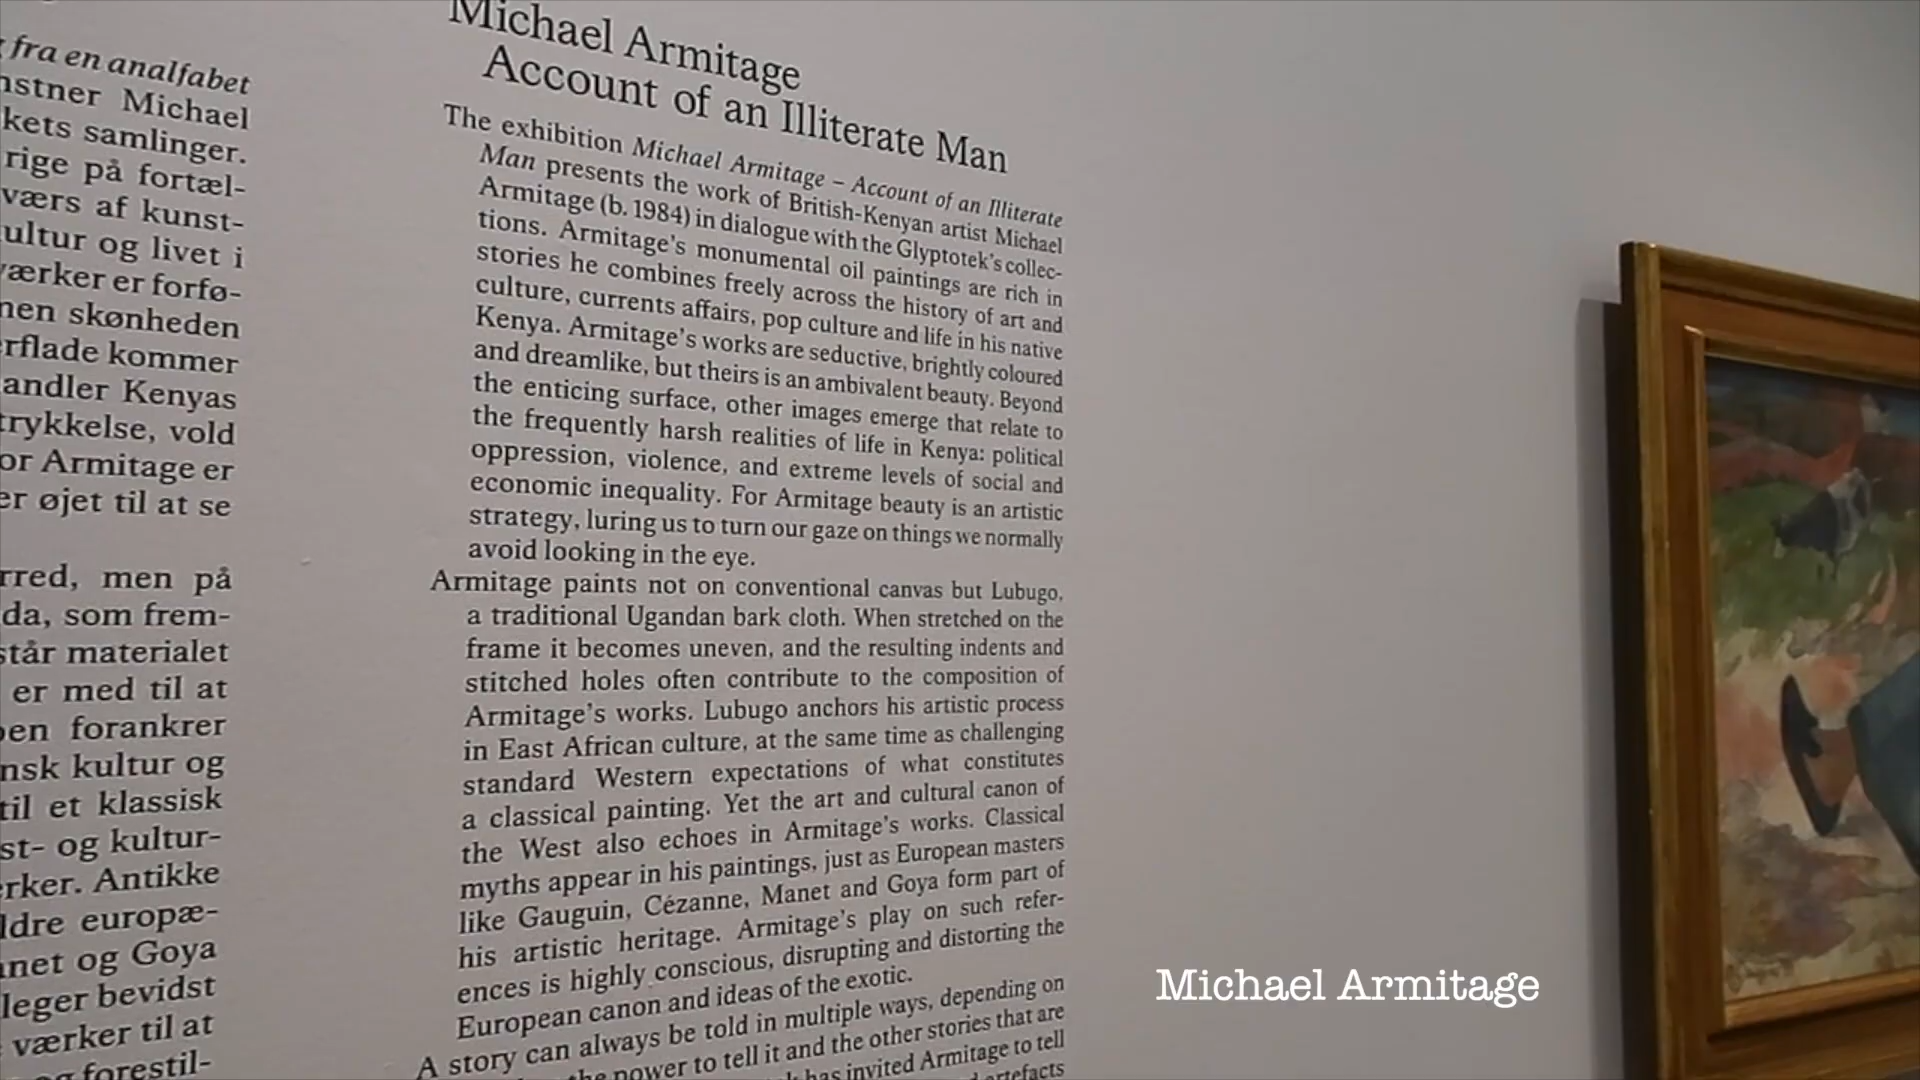 fra en analfabet
nstner Michael
kets samlinger.
rige på fortæl-
værs af kunst-
ultur og livet i
værker er forfø-
men skønheden
erflade kommer
andler Kenyas
trykkelse, vold
or Armitage er
er øjet til at se
rred, men på
da, som frem-
står materialet
er med til at
pen forankrer
nsk kultur og
til et klassisk
st- og kultur-
erker. Antikke
ldre europæ-
anet og Goya
leger bevidst
værker til at
og forestil-
Michael Armitage
Account of an Illiterate Man
The exhibition Michael Armitage – Account of an Illiterate
Man presents the work of British-Kenyan artist Michael
Armitage (b. 1984) in dialogue with the Glyptotek's collec-
tions. Armitage's monumental oil paintings are rich in
stories he combines freely across the history of art and
culture, currents affairs, pop culture and life in his native
Kenya. Armitage's works are seductive, brightly coloured
and dreamlike, but theirs is an ambivalent beauty. Beyond
the enticing surface, other images emerge that relate to
the frequently harsh realities of life in Kenya: political
oppression, violence, and extreme levels of social and
economic inequality. For Armitage beauty is an artistic
strategy, luring us to turn our gaze on things we normally
avoid looking in the eye.
Armitage paints not on conventional canvas but Lubugo,
a traditional Ugandan bark cloth. When stretched on the
frame it becomes uneven, and the resulting indents and
stitched holes often contribute to the composition of
Armitage's works. Lubugo anchors his artistic process
in East African culture, at the same time as challenging
standard Western expectations of what constitutes
a classical painting. Yet the art and cultural canon of
the West also echoes in Armitage's works. Classical
myths appear in his paintings, just as European masters
like Gauguin, Cézanne, Manet and Goya form part of
his artistic heritage. Armitage's play on such refer-
ences is highly conscious, disrupting and distorting the
European canon and ideas of the exotic.
A story can always be told in multiple ways, depending on
the power to tell it and the other stories that are
has invited Armitage to tell
artefacts
Michael Armitage